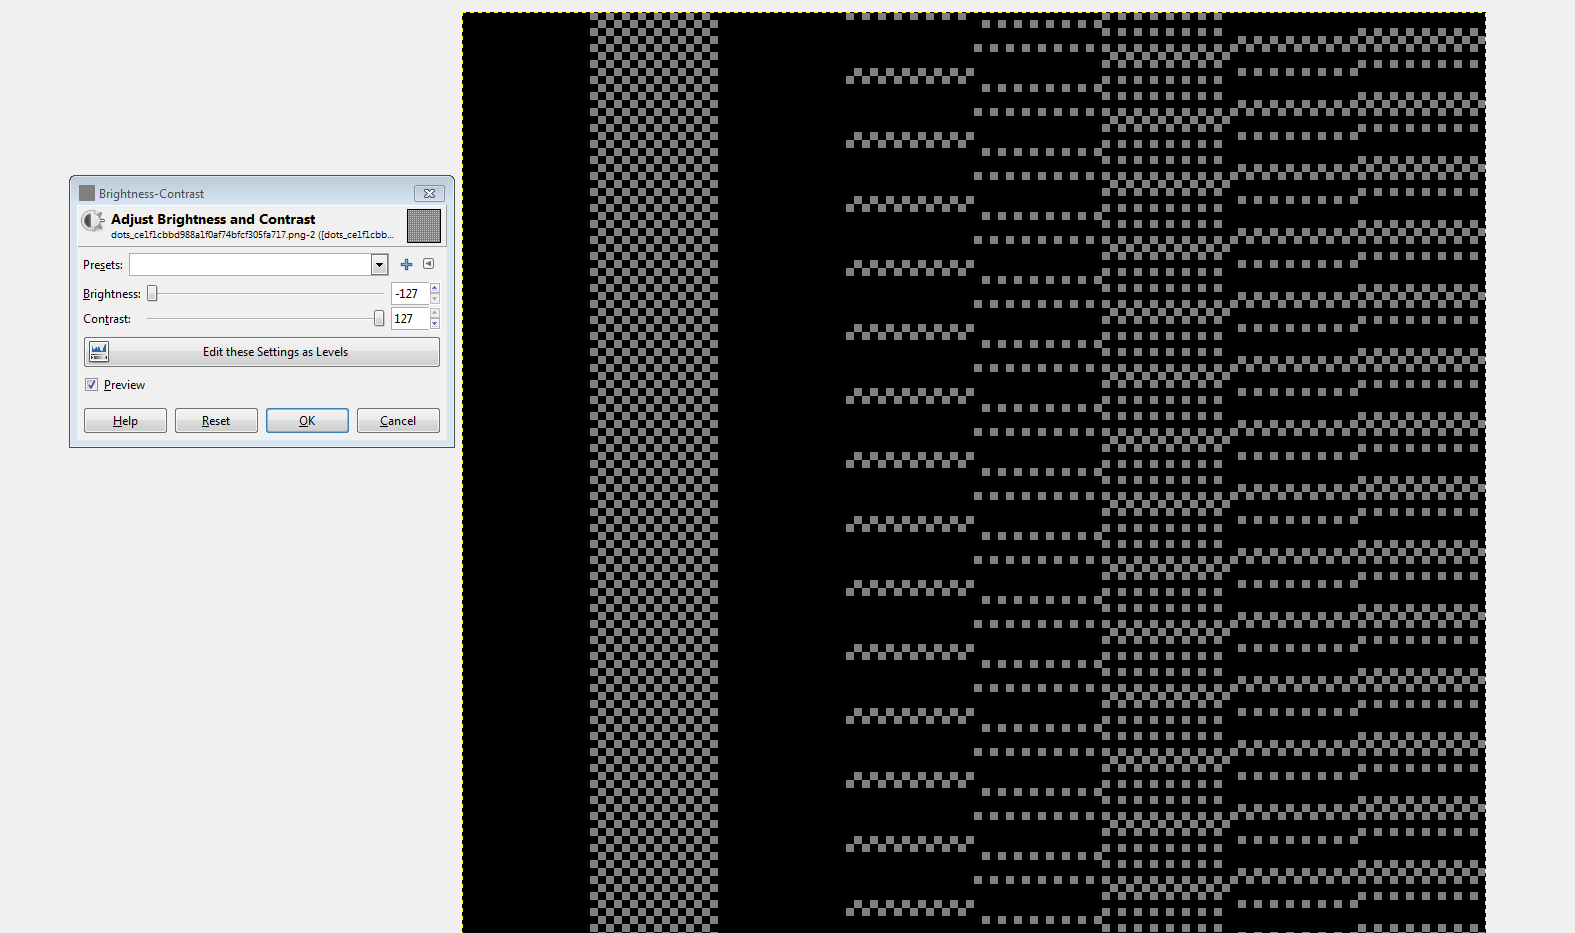 Brightness-Contrast
Adjust Brightness and Contrast
dots_ce1f1cbbd988a1f0af74bfcf305fa717.png-2 ([dots_ce1f1cbb...
Presets:
Brightness: -127
Contrast: 127
Edit these Settings as Levels
Preview
Help Reset OK Cancel